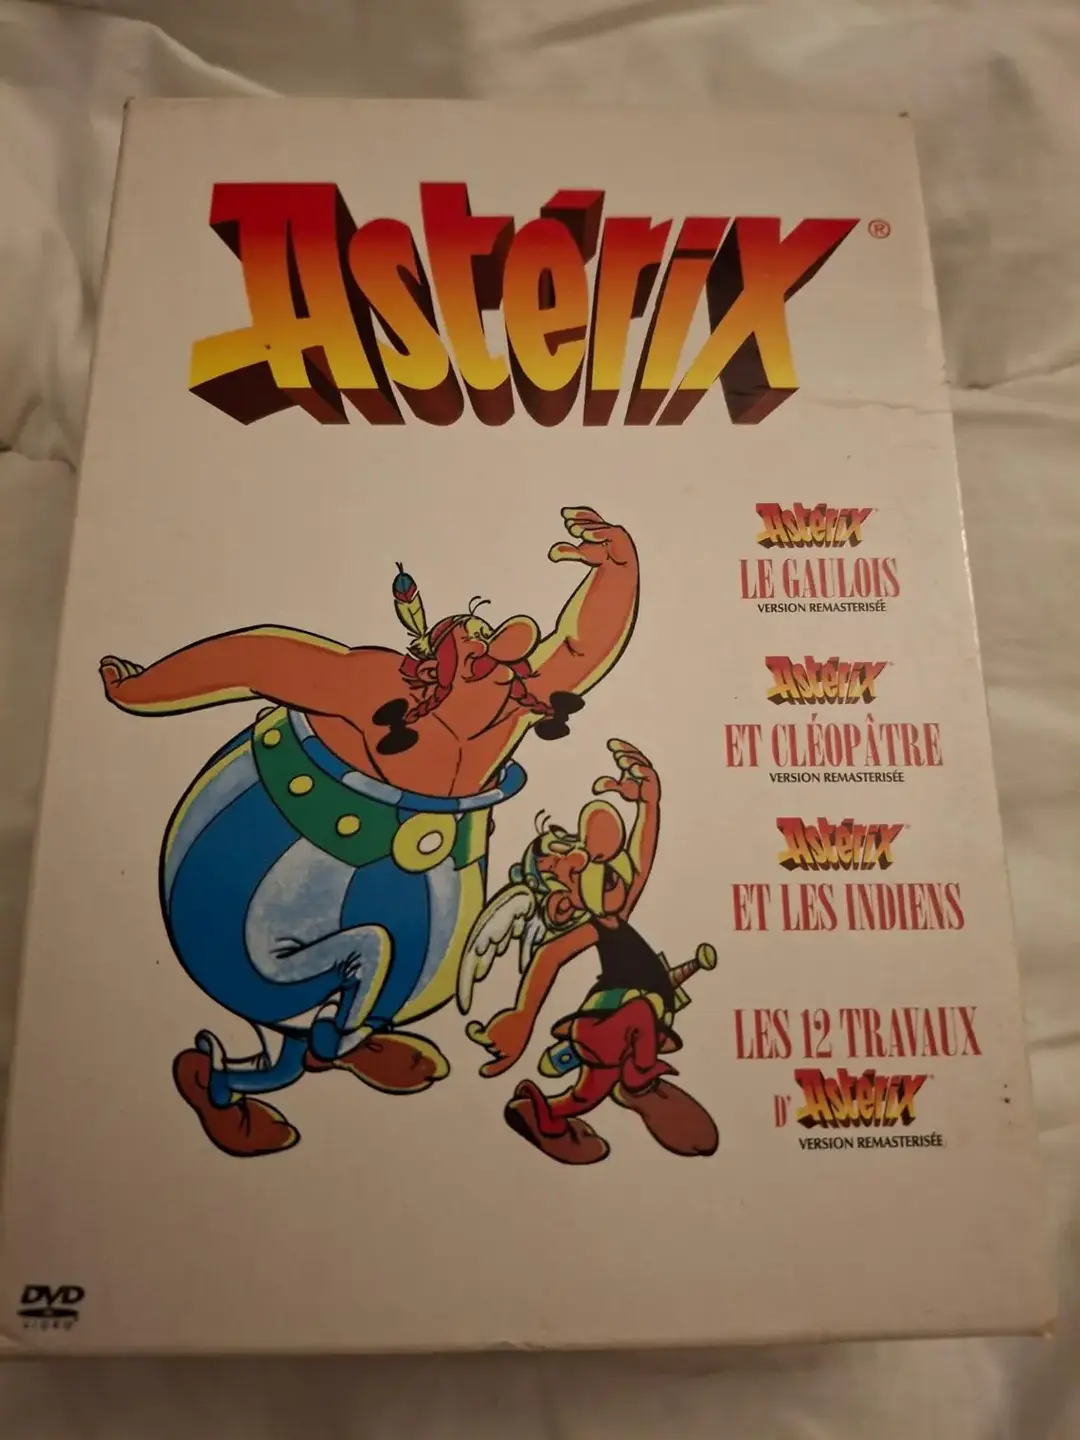 Astérix®
Astérix
LE GAULOIS
VERSION REMASTERISÉE
Astérix
ET CLÉOPÂTRE
VERSION REMASTERISÉE
Astérix
ET LES INDIENS
LES 12 TRAVAUX
D'Astérix
VERSION REMASTERISÉE
DVD
VIDEO